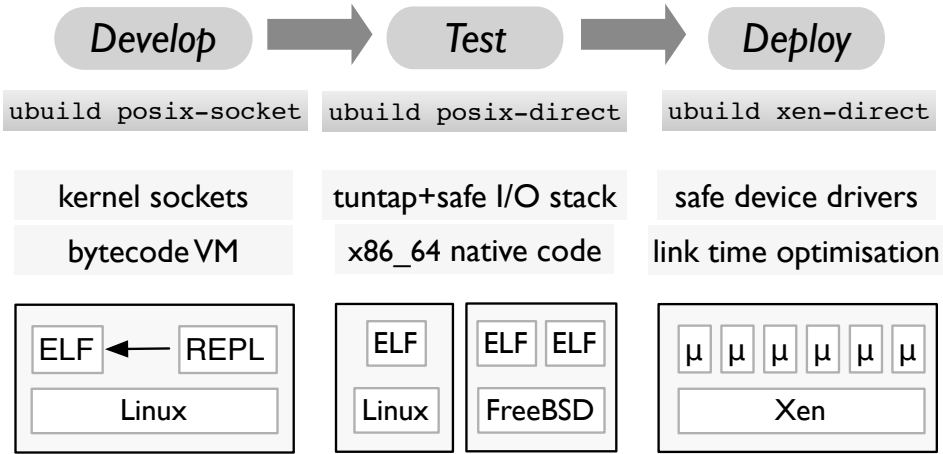 Develop
Test
Deploy
ubuild posix-socket
ubuild posix-direct
ubuild xen-direct
kernel sockets
tuntap+safe I/O stack
safe device drivers
bytecode VM
x86_64 native code
link time optimisation
ELF
REPL
ELF
ELF
ELF
μ
μ
μ
μ
μ
μ
Linux
Linux
FreeBSD
Xen